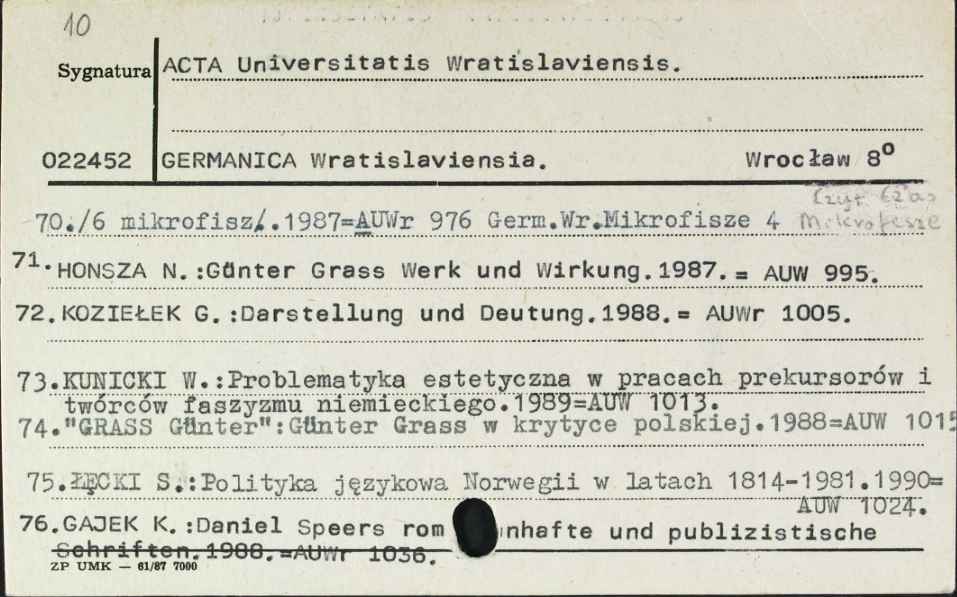 10
Sygnatura ACTA Universitatis Wratislaviensis.
022452 GERMANICA Wratislaviensia. Wrocław 8°
70./6 mikrofisz/.1987=AUWr 976 Germ.Wr.Mikrofisze 4
Mikrofisze
71. HONSZA N.:Günter Grass Werk und Wirkung.1987.= AUW 995.
72. KOZIEŁEK G.:Darstellung und Deutung.1988.= AUWr 1005.
73. KUNICKI W.:Problematyka estetyczna w pracach prekursorów i
twórców faszyzmu niemieckiego.1989=AUW 1013.
74. "GRASS Günter":Günter Grass w krytyce polskiej.1988=AUW 1015
75. ŁĘCKI S.:Polityka językowa Norwegii w latach 1814-1981.1990=
AUW 1024.
76. GAJEK K.:Daniel Speers rom nhafte und publizistische
Schriften.1988.=AUWr 1036.
ZP UMK — 61/87 7000